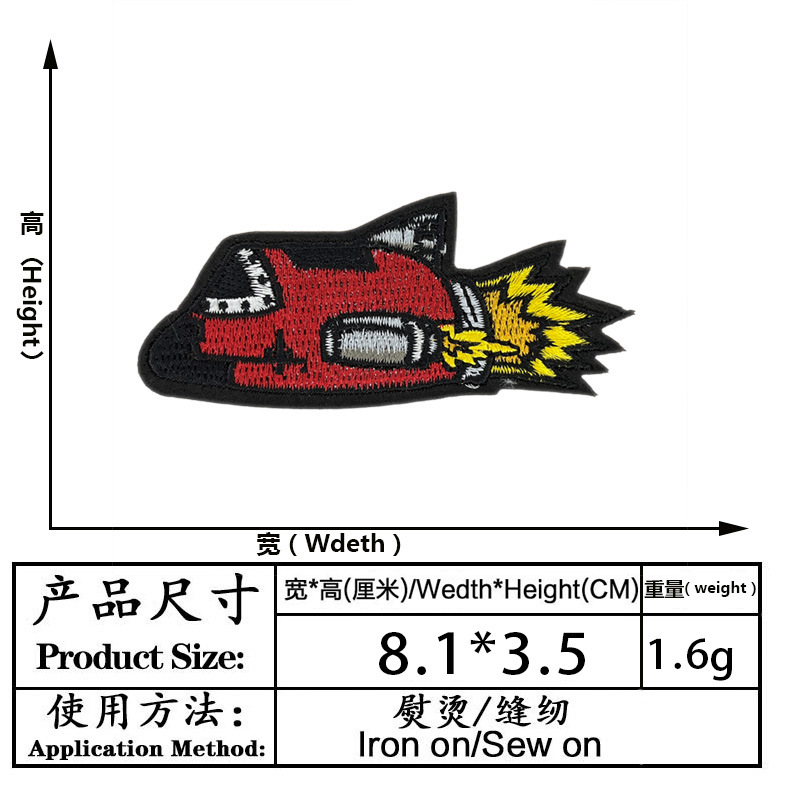 高（Height）
宽（Wdeth）
产品尺寸
Product Size:
宽*高(厘米)/Wedth*Height(CM)
重量( weight )
8.1*3.5
1.6g
使用方法：
Application Method:
熨烫/缝纫
Iron on/Sew on